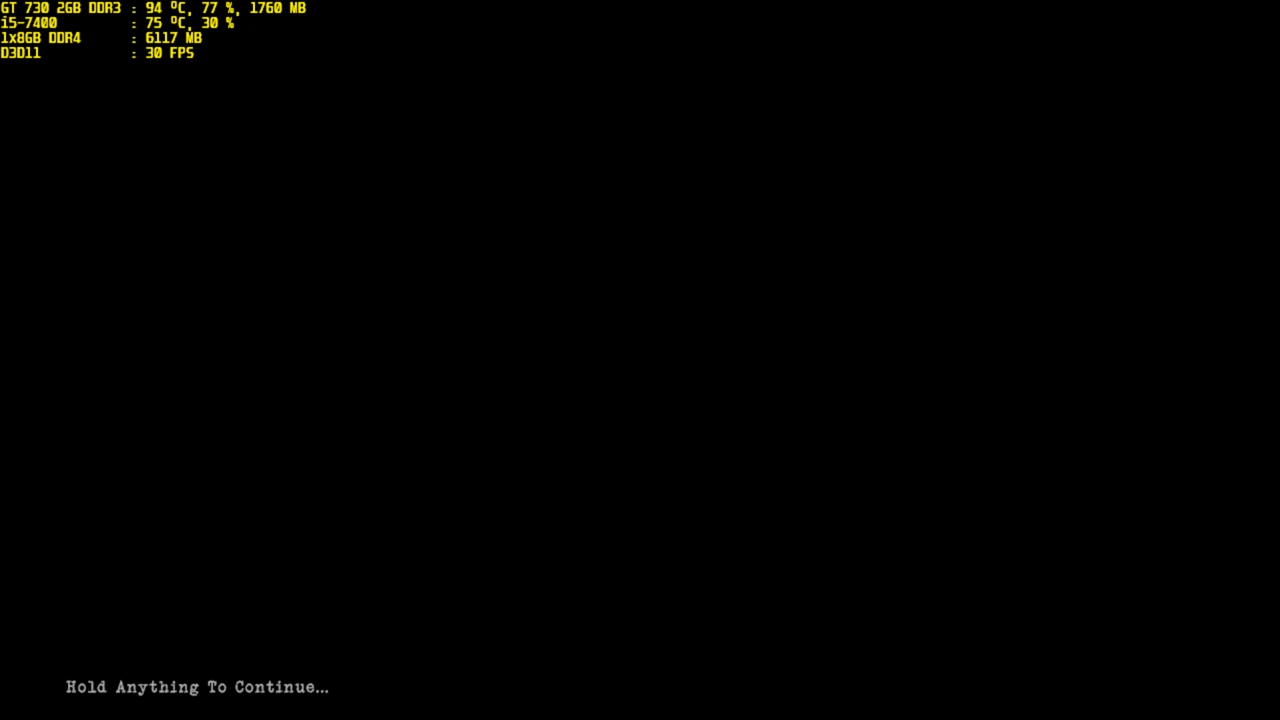 GT 730 2GB DDR3 : 94 ºC, 77 %, 1760 MB
i5-7400 : 75 ºC, 30 %
1x8GB DDR4 : 6117 MB
D3D11 : 30 FPS
Hold Anything To Continue...